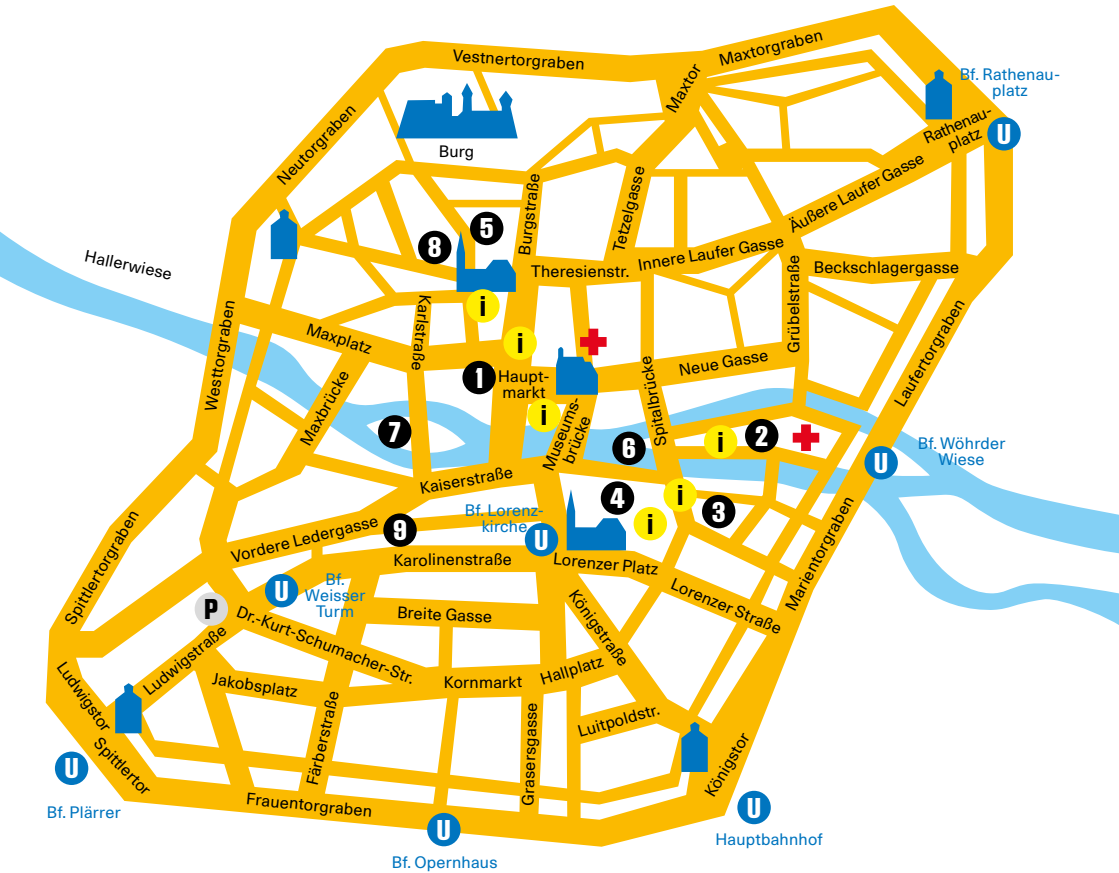 Vestnertorgraben
Maxtorgraben
Maxtor
Bf. Rathenau-
platz
Rathenau-
platz
U
Neutorgraben
Burg
Burgstraße
Tetzelgasse
Äußere Laufer Gasse
Innere Laufer Gasse
5
8
Hallerwiese
Theresienstr.
Beckschlagergasse
Grübelstraße
i
Karlstraße
Maxplatz
Westtorgraben
i
Laufertorgraben
1
Haupt-
markt
Neue Gasse
Spitalbrücke
Maxbrücke
i
Museums-
brücke
7
6
i
2
Bf. Wöhrder
Wiese
U
Kaiserstraße
4
i
3
i
Bf. Lorenz-
kirche
U
9
Vordere Ledergasse
Karolinenstraße
Lorenzer Platz
Marientorgraben
Spittlertorgraben
U
Bf.
Weisser
Turm
P
Dr.-Kurt-Schumacher-Str.
Breite Gasse
Königstraße
Lorenzer Straße
Ludwigstraße
Jakobsplatz
Kornmarkt
Hallplatz
Ludwigstor
Luitpoldstr.
Färberstraße
Grasersgasse
Spittlertor
Königstor
U
Bf. Plärrer
Frauentorgraben
U
Bf. Opernhaus
U
Hauptbahnhof